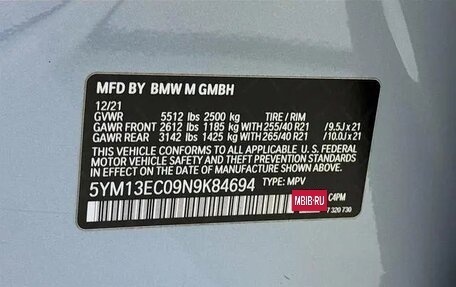 MFD BY BMW M GMBH
12/21
GVWR 5512 lbs 2500 kg TIRE / RIM
GAWR FRONT 2612 lbs 1185 kg WITH 255/40 R21 /9.5J x 21
GAWR REAR 3142 lbs 1425 kg WITH 265/40 R21 /10.0J x 21
THIS VEHICLE CONFORMS TO ALL APPLICABLE U. S. FEDERAL
MOTOR VEHICLE SAFETY, BUMPER, AND THEFT PREVENTION
STANDARDS IN EFFECT ON THE DATE OF MANUFACTURE SHOWN ABOVE.
5YM13EC09N9K84694 TYPE: MPV
МВІБ.RU C4PM
7 320 730